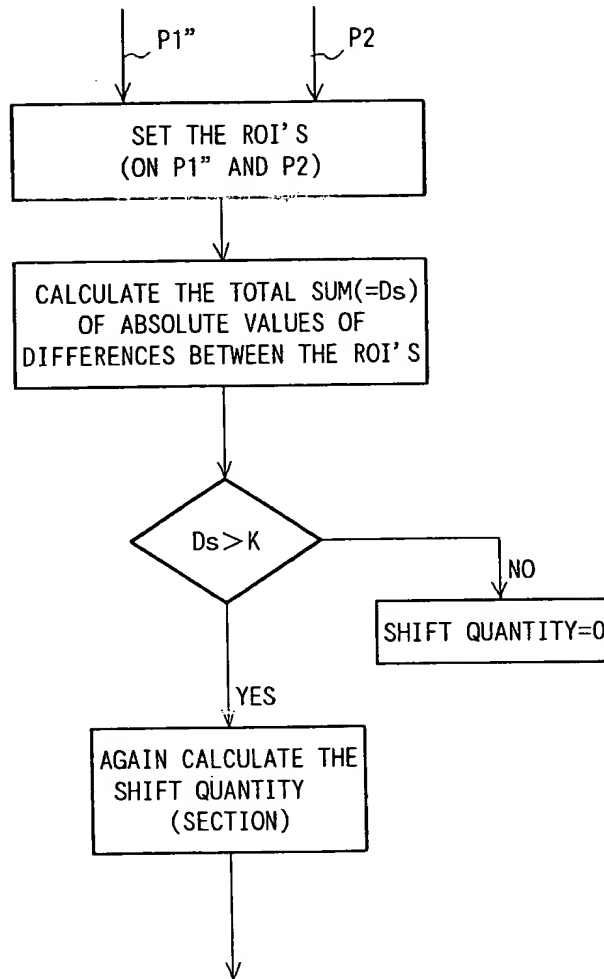 P1”
P2
SET THE ROI'S
(ON P1” AND P2)
CALCULATE THE TOTAL SUM(=Ds)
OF ABSOLUTE VALUES OF
DIFFERENCES BETWEEN THE ROI'S
Ds>K
NO
SHIFT QUANTITY=0
YES
AGAIN CALCULATE THE
SHIFT QUANTITY
(SECTION)